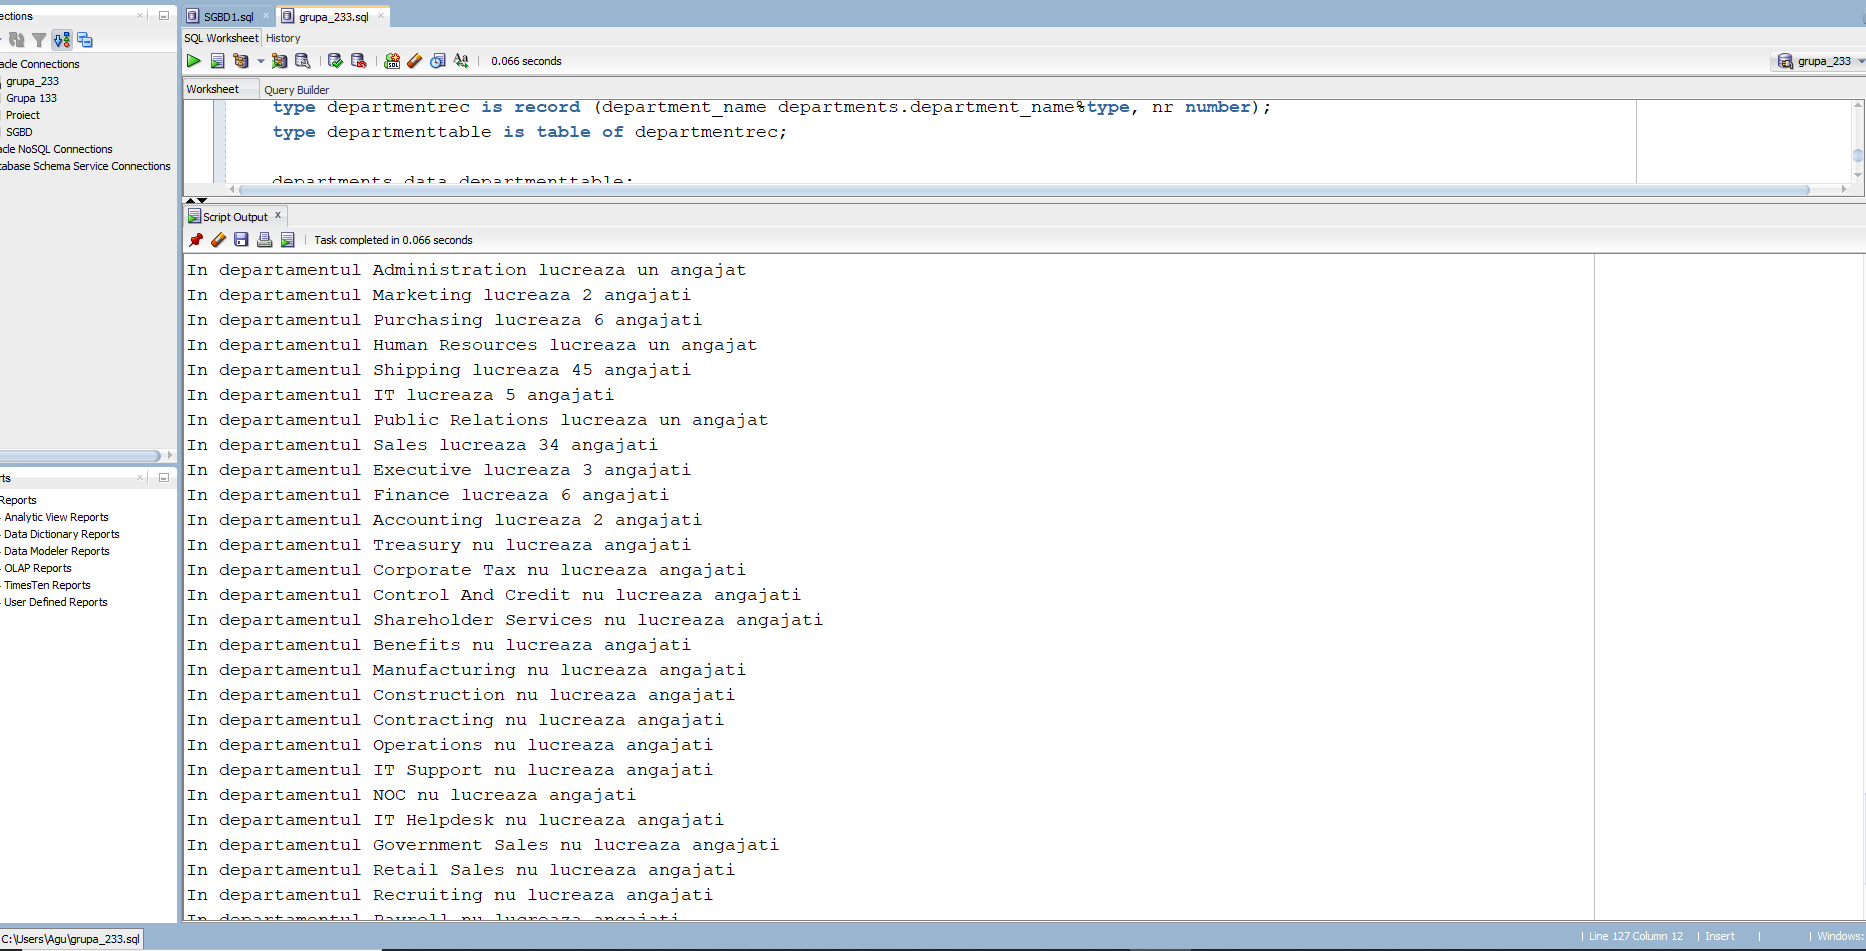 SGBD1.sql
grupa_233.sql
SQL Worksheet History
0.066 seconds
grupa_233
Worksheet Query Builder
type departmentrec is record (department_name departments.department_name%type, nr number);
type departmenttable is table of departmentrec;
departments_data departmenttable;
Connections
grupa_233
Grupa 133
Proiect
SGBD
NoSQL Connections
Schema Service Connections
Reports
Analytic View Reports
Data Dictionary Reports
Data Modeler Reports
OLAP Reports
TimesTen Reports
User Defined Reports
Script Output
Task completed in 0.066 seconds
In departamentul Administration lucreaza un angajat
In departamentul Marketing lucreaza 2 angajati
In departamentul Purchasing lucreaza 6 angajati
In departamentul Human Resources lucreaza un angajat
In departamentul Shipping lucreaza 45 angajati
In departamentul IT lucreaza 5 angajati
In departamentul Public Relations lucreaza un angajat
In departamentul Sales lucreaza 34 angajati
In departamentul Executive lucreaza 3 angajati
In departamentul Finance lucreaza 6 angajati
In departamentul Accounting lucreaza 2 angajati
In departamentul Treasury nu lucreaza angajati
In departamentul Corporate Tax nu lucreaza angajati
In departamentul Control And Credit nu lucreaza angajati
In departamentul Shareholder Services nu lucreaza angajati
In departamentul Benefits nu lucreaza angajati
In departamentul Manufacturing nu lucreaza angajati
In departamentul Construction nu lucreaza angajati
In departamentul Contracting nu lucreaza angajati
In departamentul Operations nu lucreaza angajati
In departamentul IT Support nu lucreaza angajati
In departamentul NOC nu lucreaza angajati
In departamentul IT Helpdesk nu lucreaza angajati
In departamentul Government Sales nu lucreaza angajati
In departamentul Retail Sales nu lucreaza angajati
In departamentul Recruiting nu lucreaza angajati
In departamentul Payroll nu lucreaza angajati
C:\Users\Agu\grupa_233.sql
Line 127 Column 12 | Insert | | Windows: